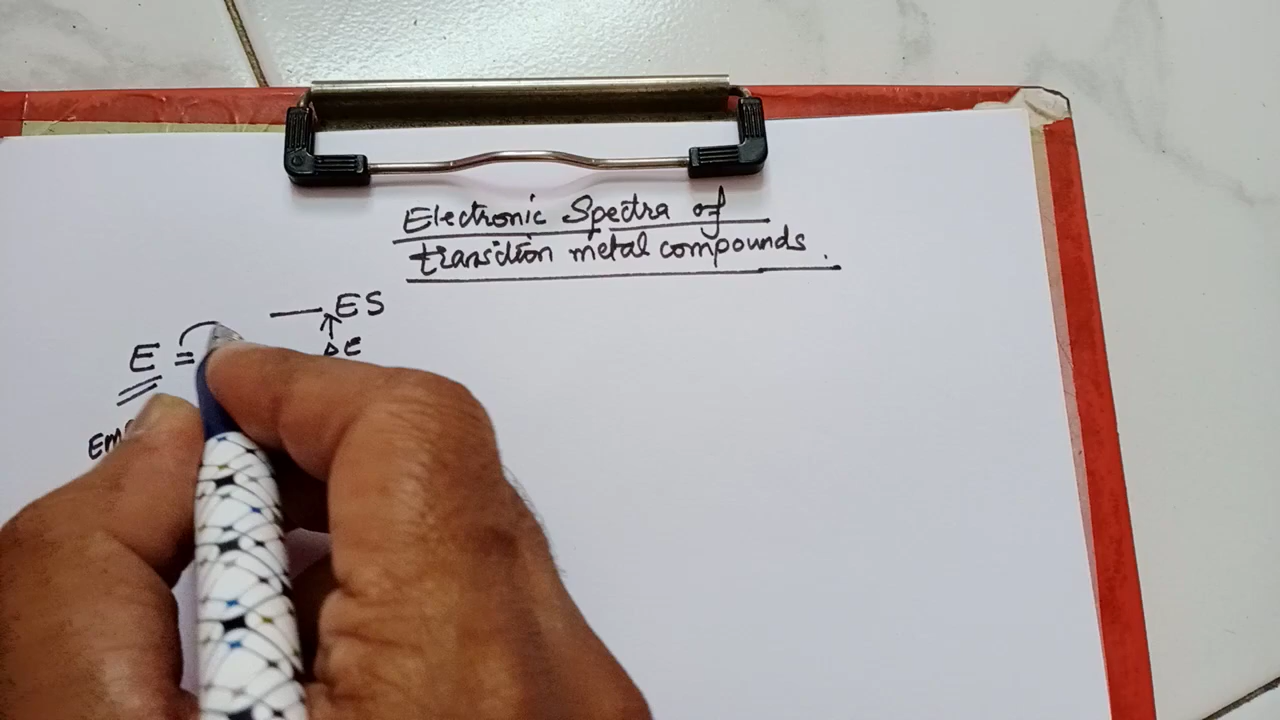 Electronic Spectra of
transition metal compounds.
ES
E =
ΔE